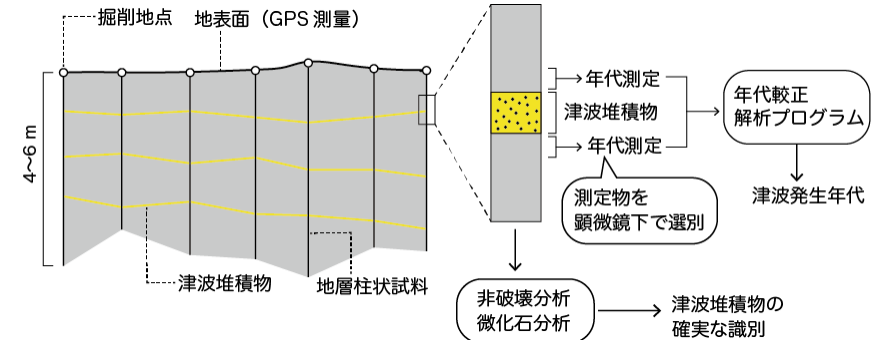 掘削地点
地表面（GPS 測量）
4〜6 m
津波堆積物
地層柱状試料
年代測定
津波堆積物
年代測定
測定物を
顕微鏡下で選別
年代較正
解析プログラム
津波発生年代
非破壊分析
微化石分析
津波堆積物の
確実な識別